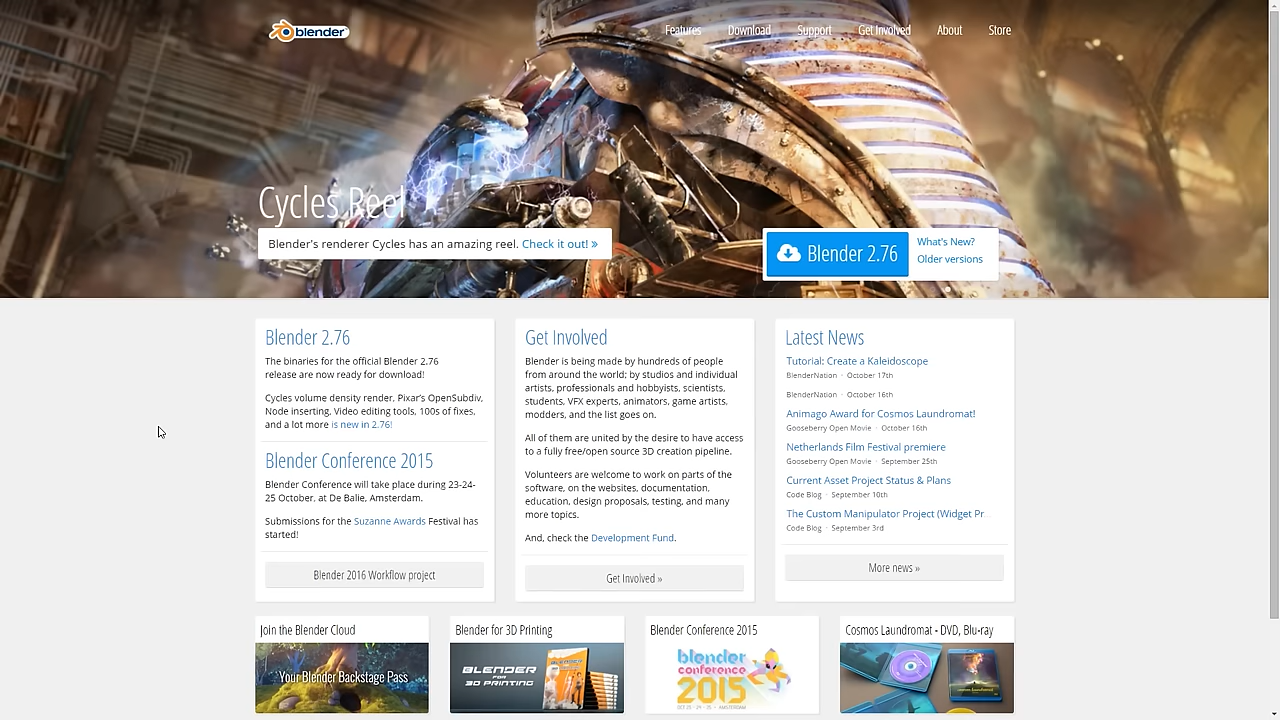 blender
Features
Download
Support
Get Involved
About
Store
Cycles Reel
Blender's renderer Cycles has an amazing reel. Check it out! »
Blender 2.76
What's New?
Older versions
Blender 2.76
The binaries for the official Blender 2.76
release are now ready for download!
Cycles volume density render, Pixar's OpenSubdiv,
Node inserting, Video editing tools, 100s of fixes,
and a lot more is new in 2.76!
Blender Conference 2015
Blender Conference will take place during 23-24-
25 October, at De Balie, Amsterdam.
Submissions for the Suzanne Awards Festival has
started!
Blender 2016 Workflow project
Get Involved
Blender is being made by hundreds of people
from around the world; by studios and individual
artists, professionals and hobbyists, scientists,
students, VFX experts, animators, game artists,
modders, and the list goes on.
All of them are united by the desire to have access
to a fully free/open source 3D creation pipeline.
Volunteers are welcome to work on parts of the
software, on the websites, documentation,
education, design proposals, testing, and many
more topics.
And, check the Development Fund.
Get Involved »
Latest News
Tutorial: Create a Kaleidoscope
BlenderNation · October 17th
BlenderNation · October 16th
Animago Award for Cosmos Laundromat!
Gooseberry Open Movie · October 16th
Netherlands Film Festival premiere
Gooseberry Open Movie · September 25th
Current Asset Project Status & Plans
Code Blog · September 10th
The Custom Manipulator Project (Widget Pr
Code Blog · September 3rd
More news »
Join the Blender Cloud
Your Blender Backstage Pass
Blender for 3D Printing
BLENDER
FOR
3D PRINTING
Blender Conference 2015
blender
conference
2015
OCT 23 - 24 - 25 · AMSTERDAM
Cosmos Laundromat - DVD, Blu-ray